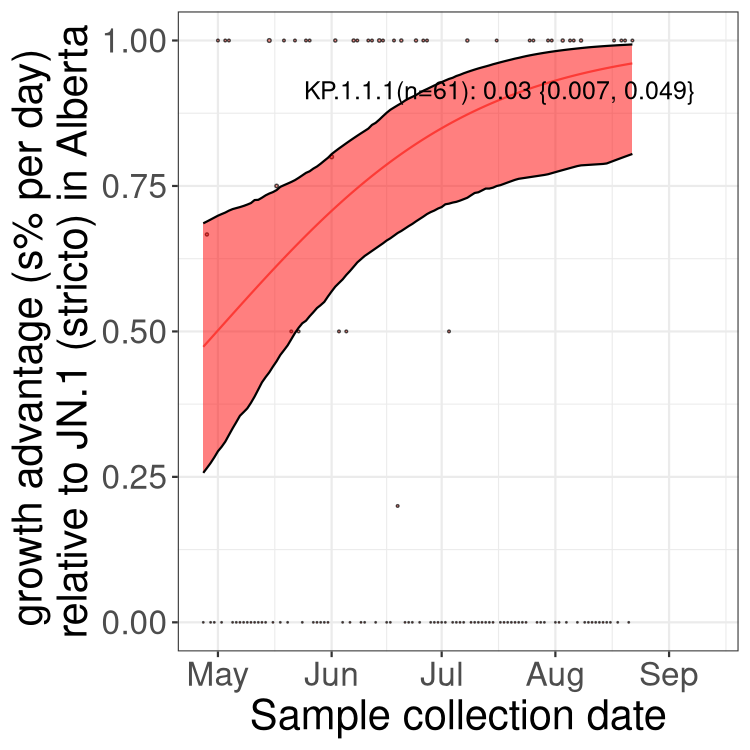 growth advantage (s% per day)
relative to JN.1 (stricto) in Alberta
1.00
0.75
0.50
0.25
0.00
KP.1.1.1(n=61): 0.03 {0.007, 0.049}
May Jun Jul Aug Sep
Sample collection date